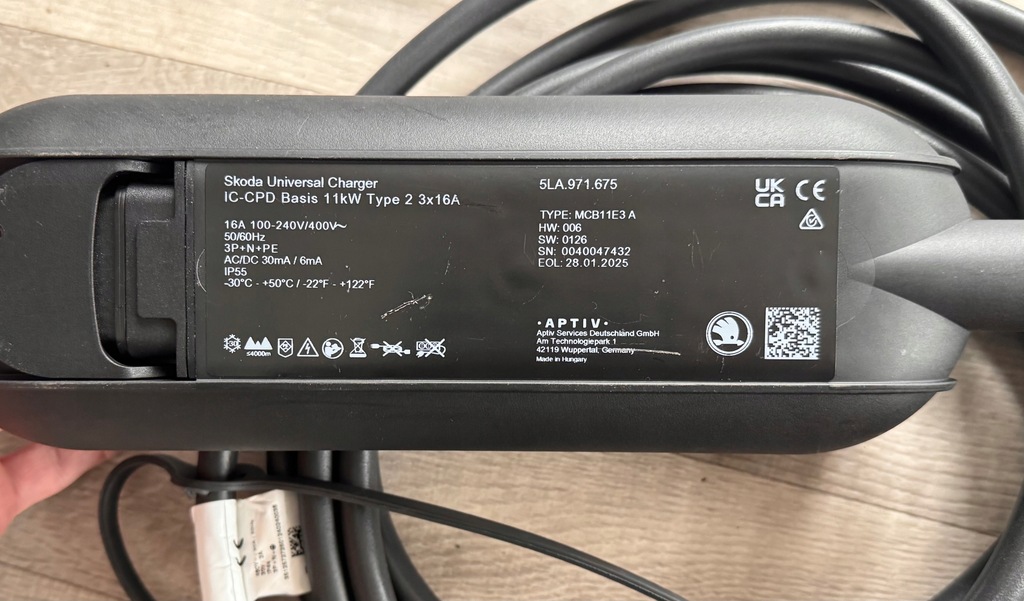 Skoda Universal Charger
IC-CPD Basis 11kW Type 2 3x16A
16A 100-240V/400V~
50/60Hz
3P+N+PE
AC/DC 30mA / 6mA
IP55
-30°C - +50°C / -22°F - +122°F
-30
≤4000m
5LA.971.675
TYPE: MCB11E3 A
HW: 006
SW: 0126
SN: 0040047432
EOL: 28.01.2025
UK
CA
CE
·APTIV·
Aptiv Services Deutschland GmbH
Am Technologiepark 1
42119 Wuppertal, Germany
Made in Hungary